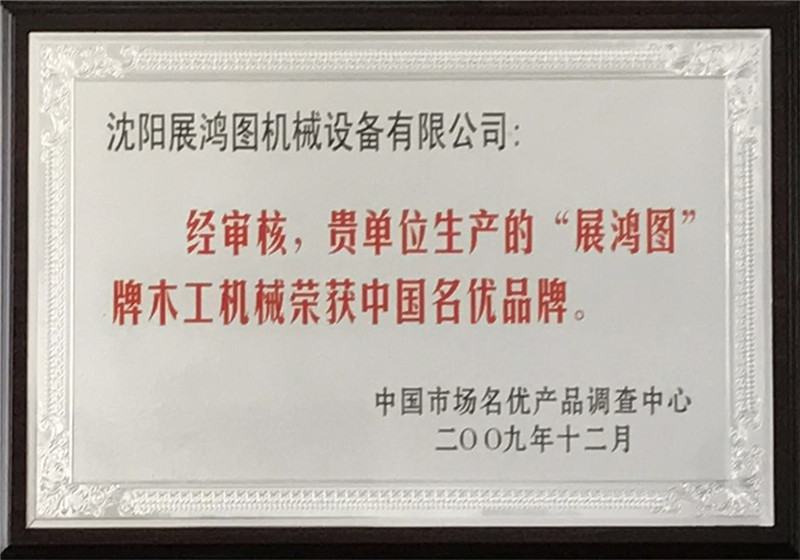 沈阳展鸿图机械设备有限公司：
经审核，贵单位生产的“展鸿图”
牌木工机械荣获中国名优品牌。
中国市场名优产品调查中心
二〇〇九年十二月